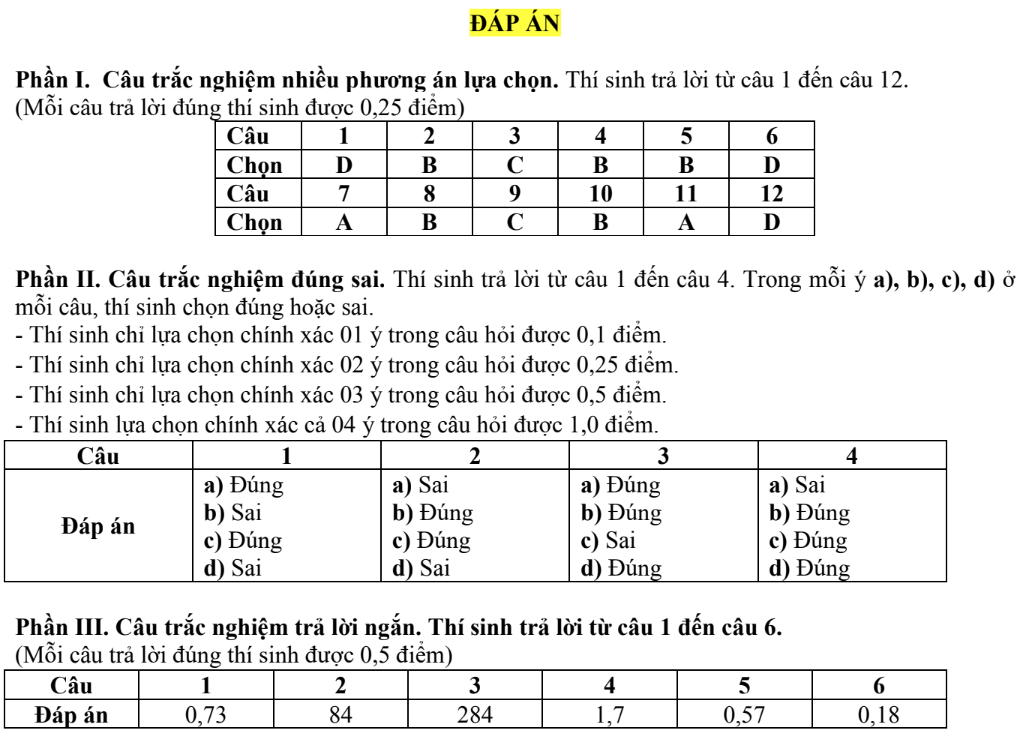 ĐÁP ÁN
Phần I. Câu trắc nghiệm nhiều phương án lựa chọn. Thí sinh trả lời từ câu 1 đến câu 12.
(Mỗi câu trả lời đúng thí sinh được 0,25 điểm)
Câu 1 2 3 4 5 6
Chọn D B C B B D
Câu 7 8 9 10 11 12
Chọn A B C B A D
Phần II. Câu trắc nghiệm đúng sai. Thí sinh trả lời từ câu 1 đến câu 4. Trong mỗi ý a), b), c), d) ở
mỗi câu, thí sinh chọn đúng hoặc sai.
- Thí sinh chỉ lựa chọn chính xác 01 ý trong câu hỏi được 0,1 điểm.
- Thí sinh chỉ lựa chọn chính xác 02 ý trong câu hỏi được 0,25 điểm.
- Thí sinh chỉ lựa chọn chính xác 03 ý trong câu hỏi được 0,5 điểm.
- Thí sinh lựa chọn chính xác cả 04 ý trong câu hỏi được 1,0 điểm.
Câu 1 2 3 4
Đáp án
a) Đúng a) Sai a) Đúng a) Sai
b) Sai b) Đúng b) Đúng b) Đúng
c) Đúng c) Đúng c) Sai c) Đúng
d) Sai d) Sai d) Đúng d) Đúng
Phần III. Câu trắc nghiệm trả lời ngắn. Thí sinh trả lời từ câu 1 đến câu 6.
(Mỗi câu trả lời đúng thí sinh được 0,5 điểm)
Câu 1 2 3 4 5 6
Đáp án 0,73 84 284 1,7 0,57 0,18